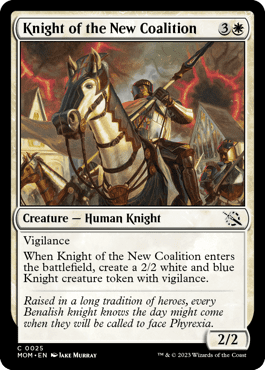 Knight of the New Coalition 3
Creature — Human Knight
Vigilance
When Knight of the New Coalition enters
the battlefield, create a 2/2 white and blue
Knight creature token with vigilance.
Raised in a long tradition of heroes, every
Benalish knight knows the day might come
when they will be called to face Phyrexia.
2/2
C 0025
MOM • EN Jake Murray
™ & © 2023 Wizards of the Coast